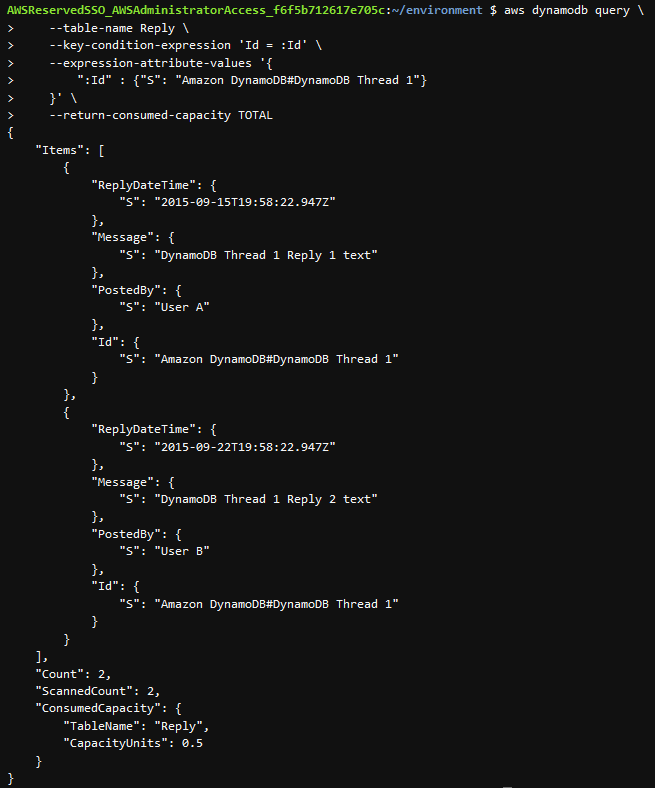 AWSReservedSSO_AWSAdministratorAccess_f6f5b712617e705c:~/environment $ aws dynamodb query \
>     --table-name Reply \
>     --key-condition-expression 'Id = :Id' \
>     --expression-attribute-values '{
>         ":Id" : {"S": "Amazon DynamoDB#DynamoDB Thread 1"}
>     }' \
>     --return-consumed-capacity TOTAL
{
    "Items": [
        {
            "ReplyDateTime": {
                "S": "2015-09-15T19:58:22.947Z"
            },
            "Message": {
                "S": "DynamoDB Thread 1 Reply 1 text"
            },
            "PostedBy": {
                "S": "User A"
            },
            "Id": {
                "S": "Amazon DynamoDB#DynamoDB Thread 1"
            }
        },
        {
            "ReplyDateTime": {
                "S": "2015-09-22T19:58:22.947Z"
            },
            "Message": {
                "S": "DynamoDB Thread 1 Reply 2 text"
            },
            "PostedBy": {
                "S": "User B"
            },
            "Id": {
                "S": "Amazon DynamoDB#DynamoDB Thread 1"
            }
        }
    ],
    "Count": 2,
    "ScannedCount": 2,
    "ConsumedCapacity": {
        "TableName": "Reply",
        "CapacityUnits": 0.5
    }
}